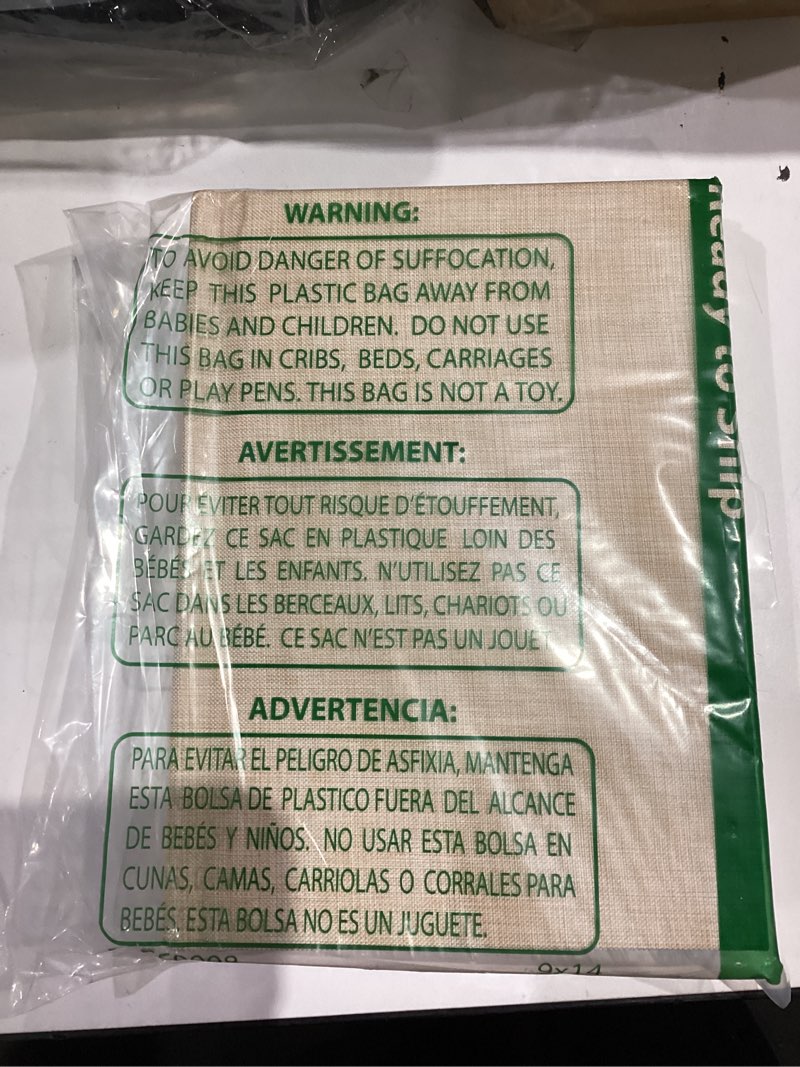 WARNING:
TO AVOID DANGER OF SUFFOCATION,
KEEP THIS PLASTIC BAG AWAY FROM
BABIES AND CHILDREN. DO NOT USE
THIS BAG IN CRIBS, BEDS, CARRIAGES
OR PLAY PENS. THIS BAG IS NOT A TOY.
AVERTISSEMENT:
POUR EVITER TOUT RISQUE D'ÉTOUFFEMENT,
GARDEZ CE SAC EN PLASTIQUE LOIN DES
BÉBÉS ET LES ENFANTS. N'UTILISEZ PAS CE
SAC DANS LES BERCEAUX, LITS, CHARIOTS OU
PARC AU BÉBÉ. CE SAC N'EST PAS UN JOUET
ADVERTENCIA:
PARA EVITAR EL PELIGRO DE ASFIXIA, MANTENGA
ESTA BOLSA DE PLASTICO FUERA DEL ALCANCE
DE BEBÉS Y NIÑOS. NO USAR ESTA BOLSA EN
CUNAS, CAMAS, CARRIOLAS O CORRALES PARA
BEBÉS, ESTA BOLSA NO ES UN JUGUETE.
9x14
Ready to Ship